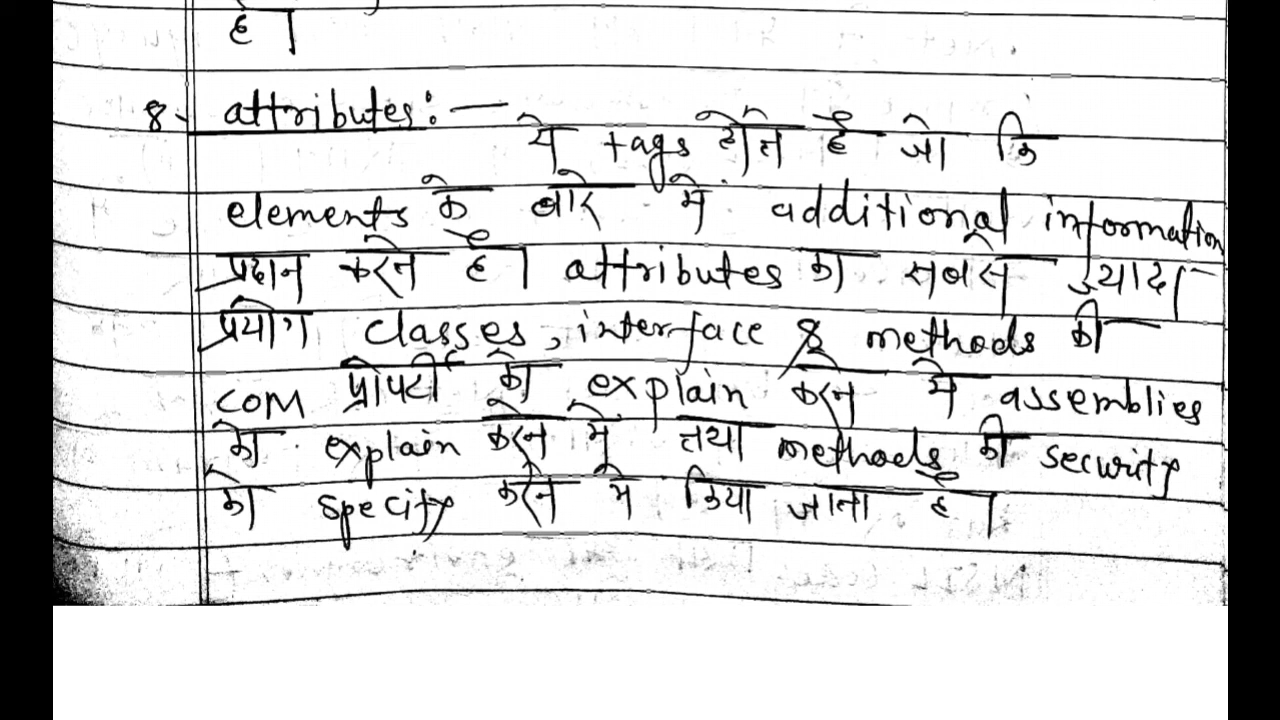 है।
8- attributes:—
ये tags होते है जो कि
elements के बारे में additional information
प्रदान करते है। attributes का सबसे ज्यादा
प्रयोग classes, interface & methods की
COM प्रोपर्टी को explain करने में assemblies
को explain करने में तथा methods की security
को specity करने में किया जाता है।